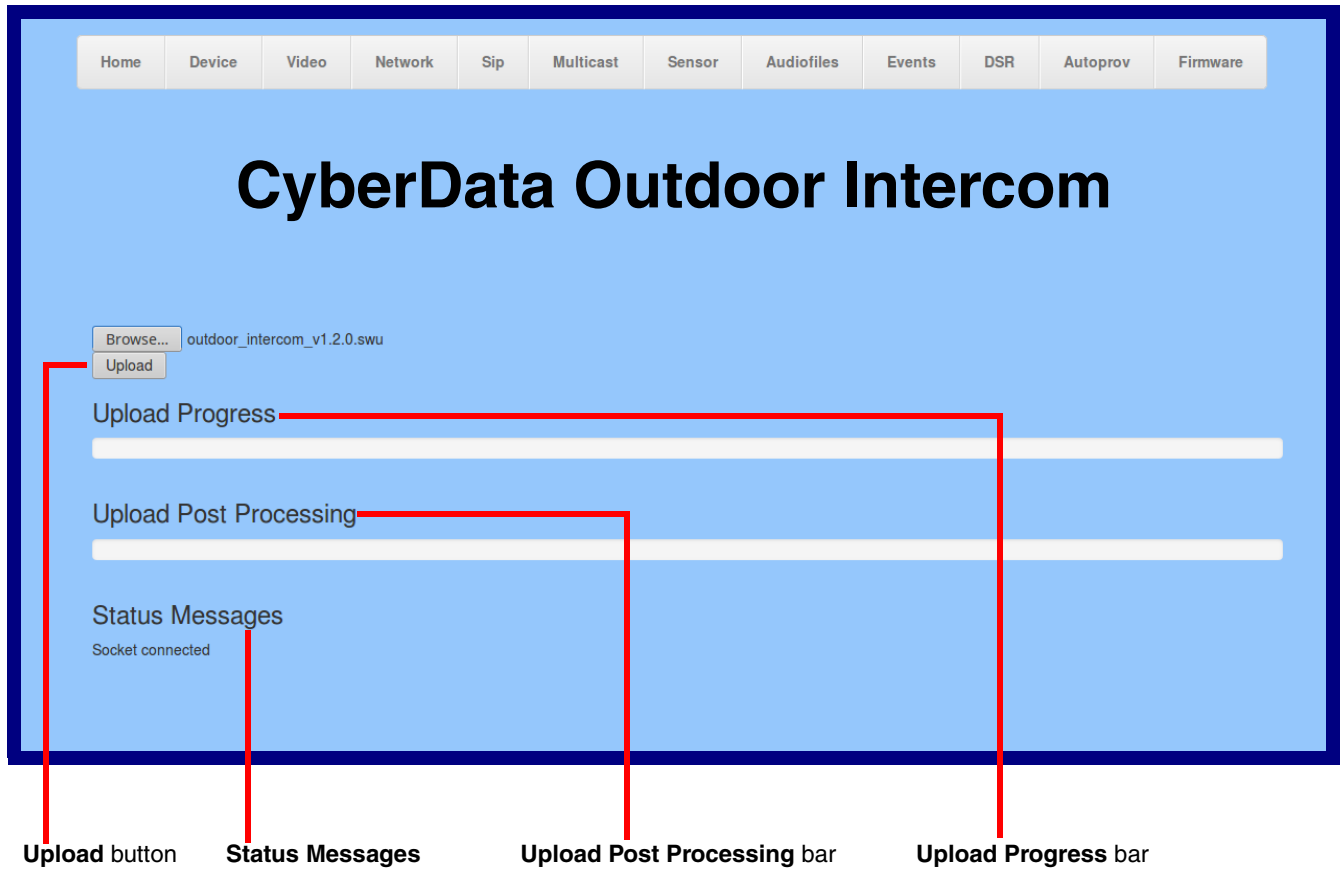 Home Device Video Network Sip Multicast Sensor Audiofiles Events DSR Autoprov Firmware
CyberData Outdoor Intercom
Browse... outdoor_intercom_v1.2.0.swu
Upload
Upload Progress
Upload Post Processing
Status Messages
Socket connected
Upload button Status Messages Upload Post Processing bar Upload Progress bar